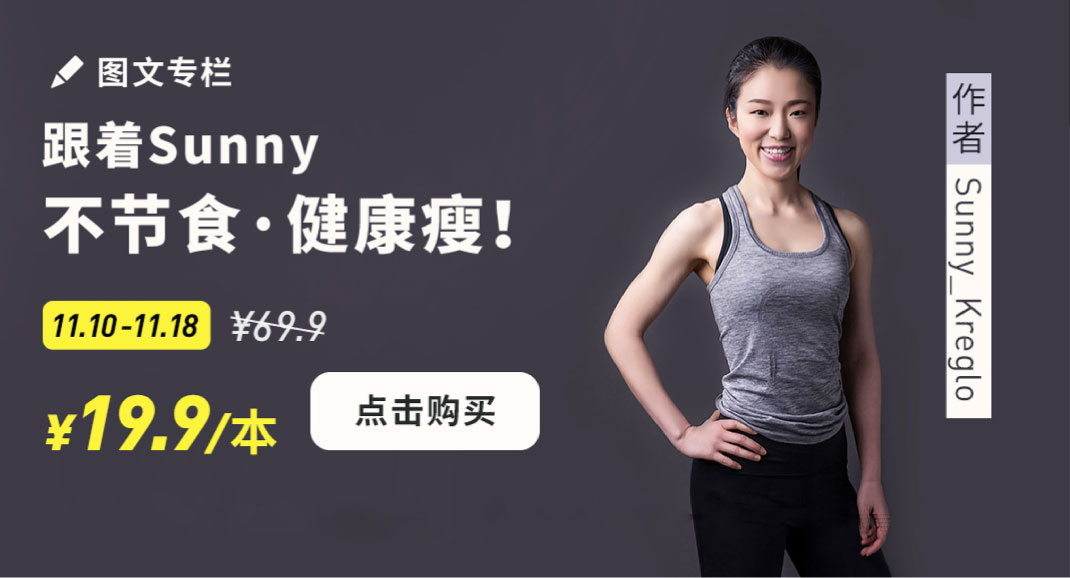 图文专栏
跟着Sunny
不节食·健康瘦！
11.10-11.18 ¥69.9
¥19.9/本
点击购买
作者 Sunny_Kreglo